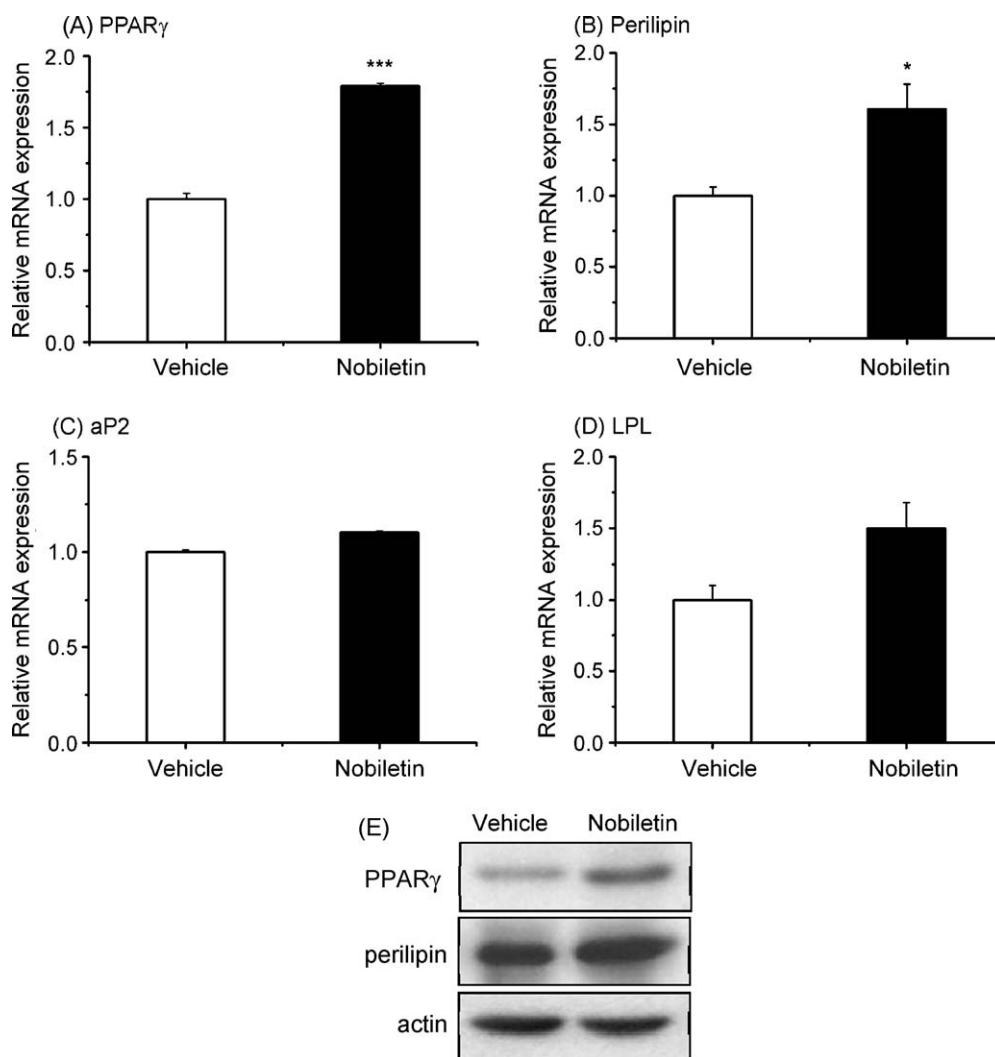 (A) PPARγ
Relative mRNA expression
2.0
1.5
1.0
0.5
0.0
***
Vehicle
Nobiletin
(B) Perilipin
Relative mRNA expression
2.0
1.5
1.0
0.5
0.0
*
Vehicle
Nobiletin
(C) aP2
Relative mRNA expression
1.5
1.0
0.5
0.0
Vehicle
Nobiletin
(D) LPL
Relative mRNA expression
2.0
1.5
1.0
0.5
0.0
Vehicle
Nobiletin
(E)
Vehicle Nobiletin
PPARγ
perilipin
actin